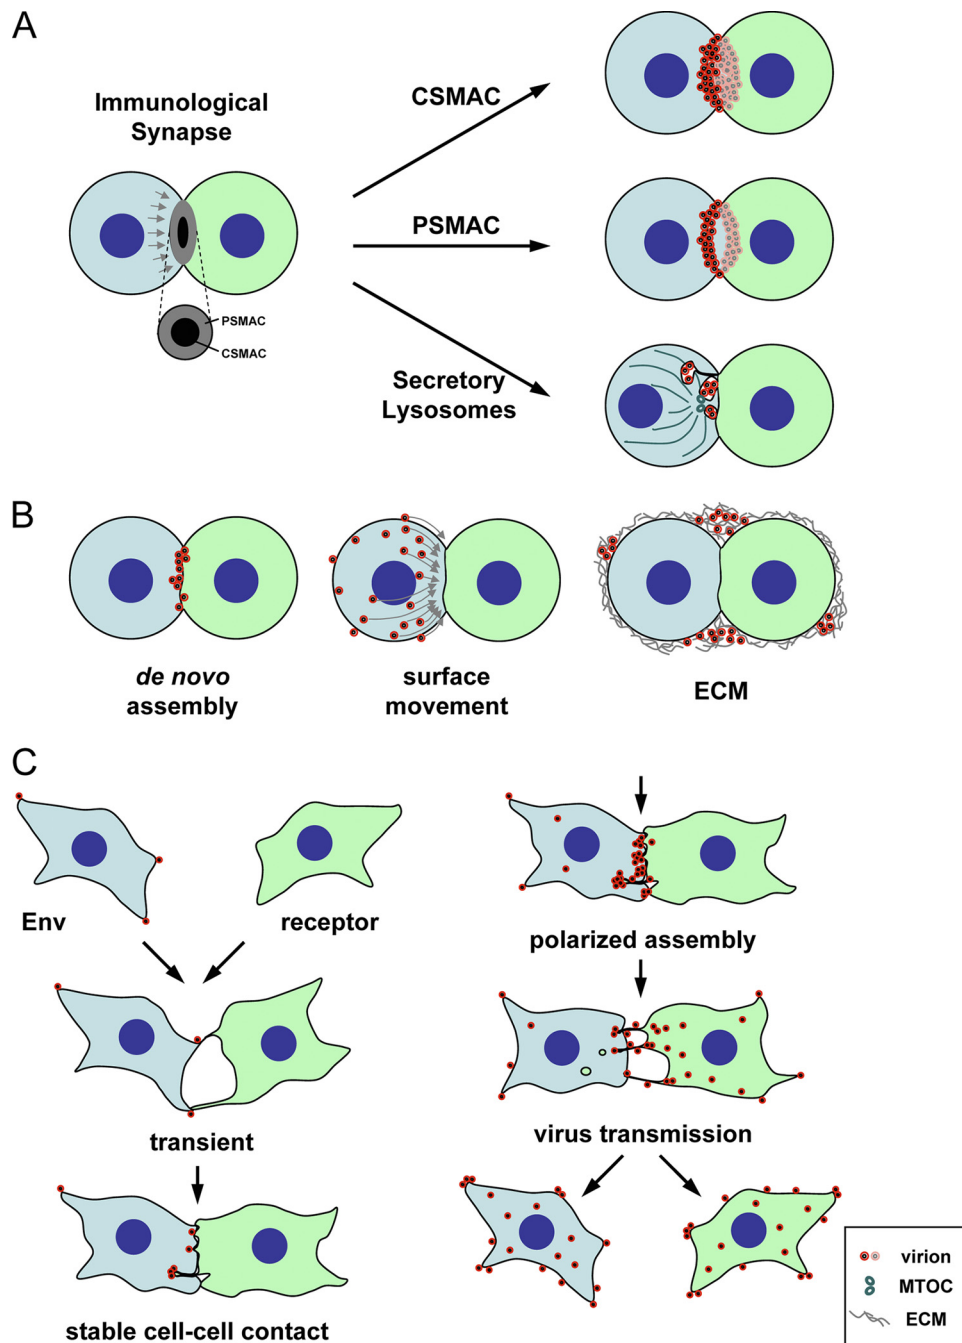 A
Immunological
Synapse
CSMAC
PSMAC
Secretory
Lysosomes
PSMAC
CSMAC
B
de novo
assembly
surface
movement
ECM
C
Env
receptor
transient
stable cell-cell contact
polarized assembly
virus transmission
virion
MTOC
ECM